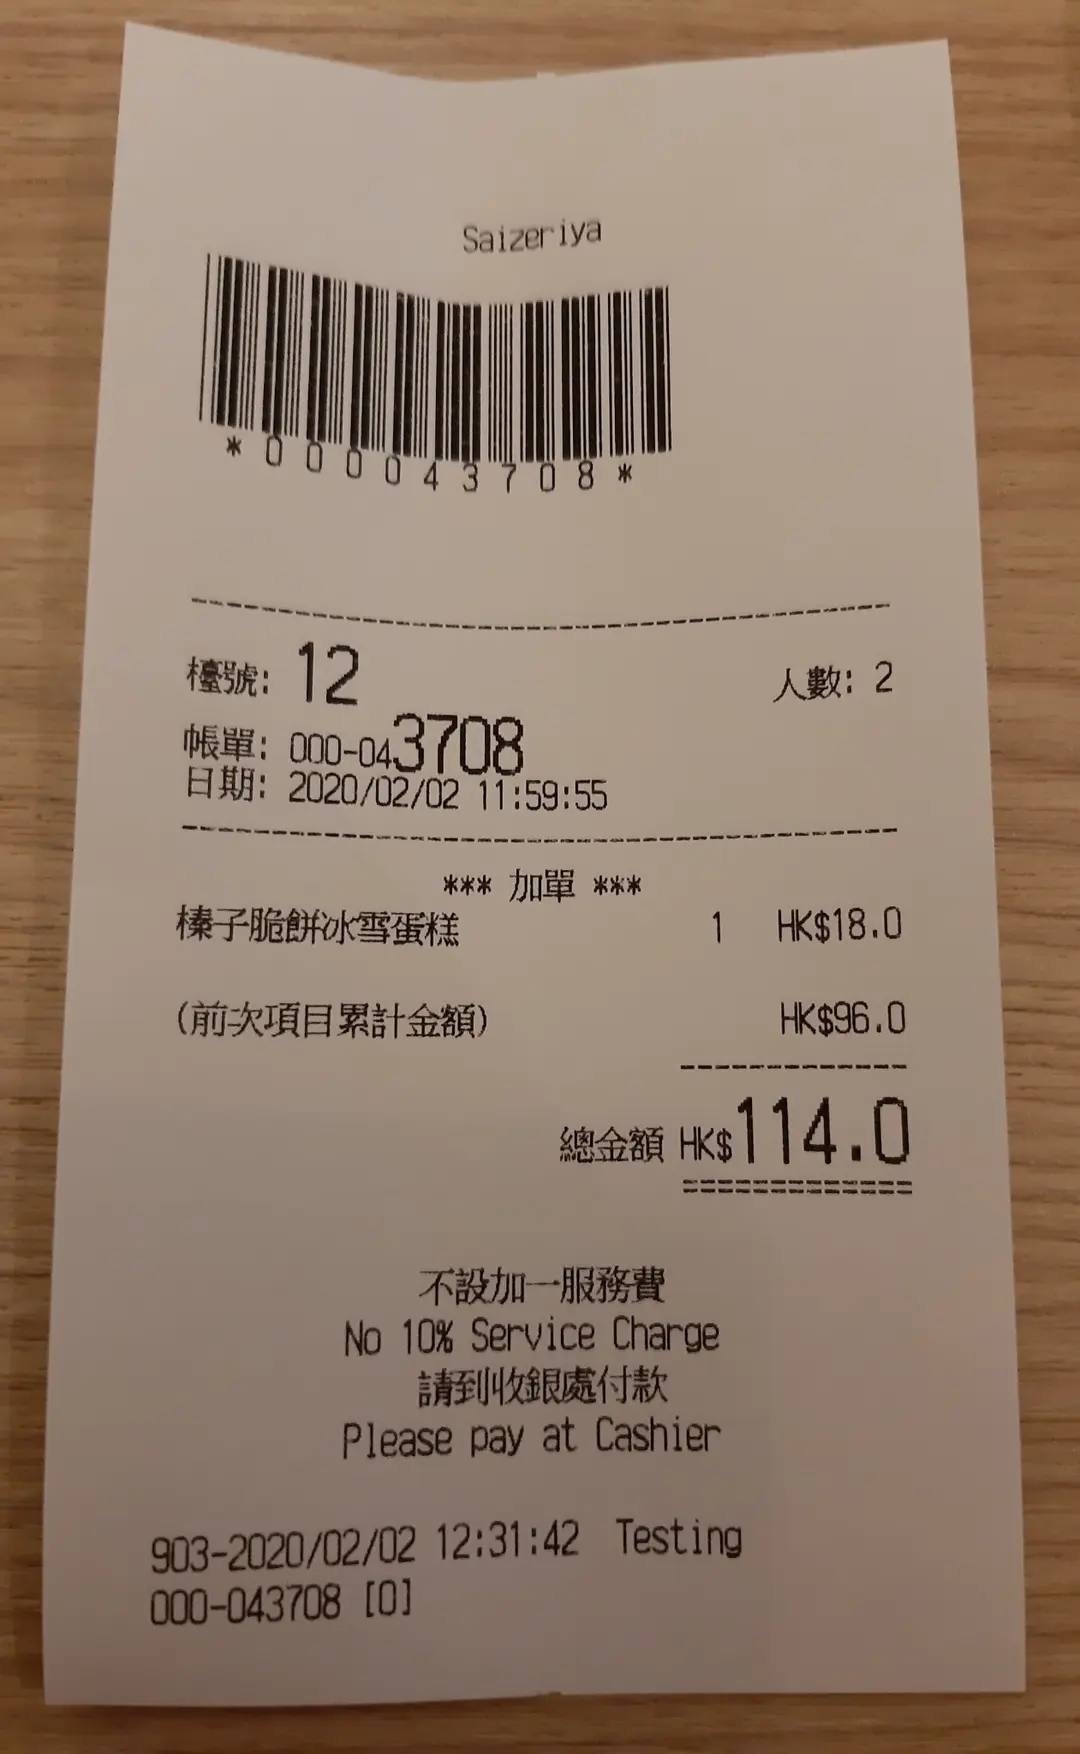 Saizeriya
*000043708*
檯號: 12 人數: 2
帳單: 000-043708
日期: 2020/02/02 11:59:55
*** 加單 ***
榛子脆餅冰雪蛋糕 1 HK$18.0
(前次項目累計金額) HK$96.0
總金額 HK$114.0
不設加一服務費
No 10% Service Charge
請到收銀處付款
Please pay at Cashier
903-2020/02/02 12:31:42 Testing
000-043708 [0]